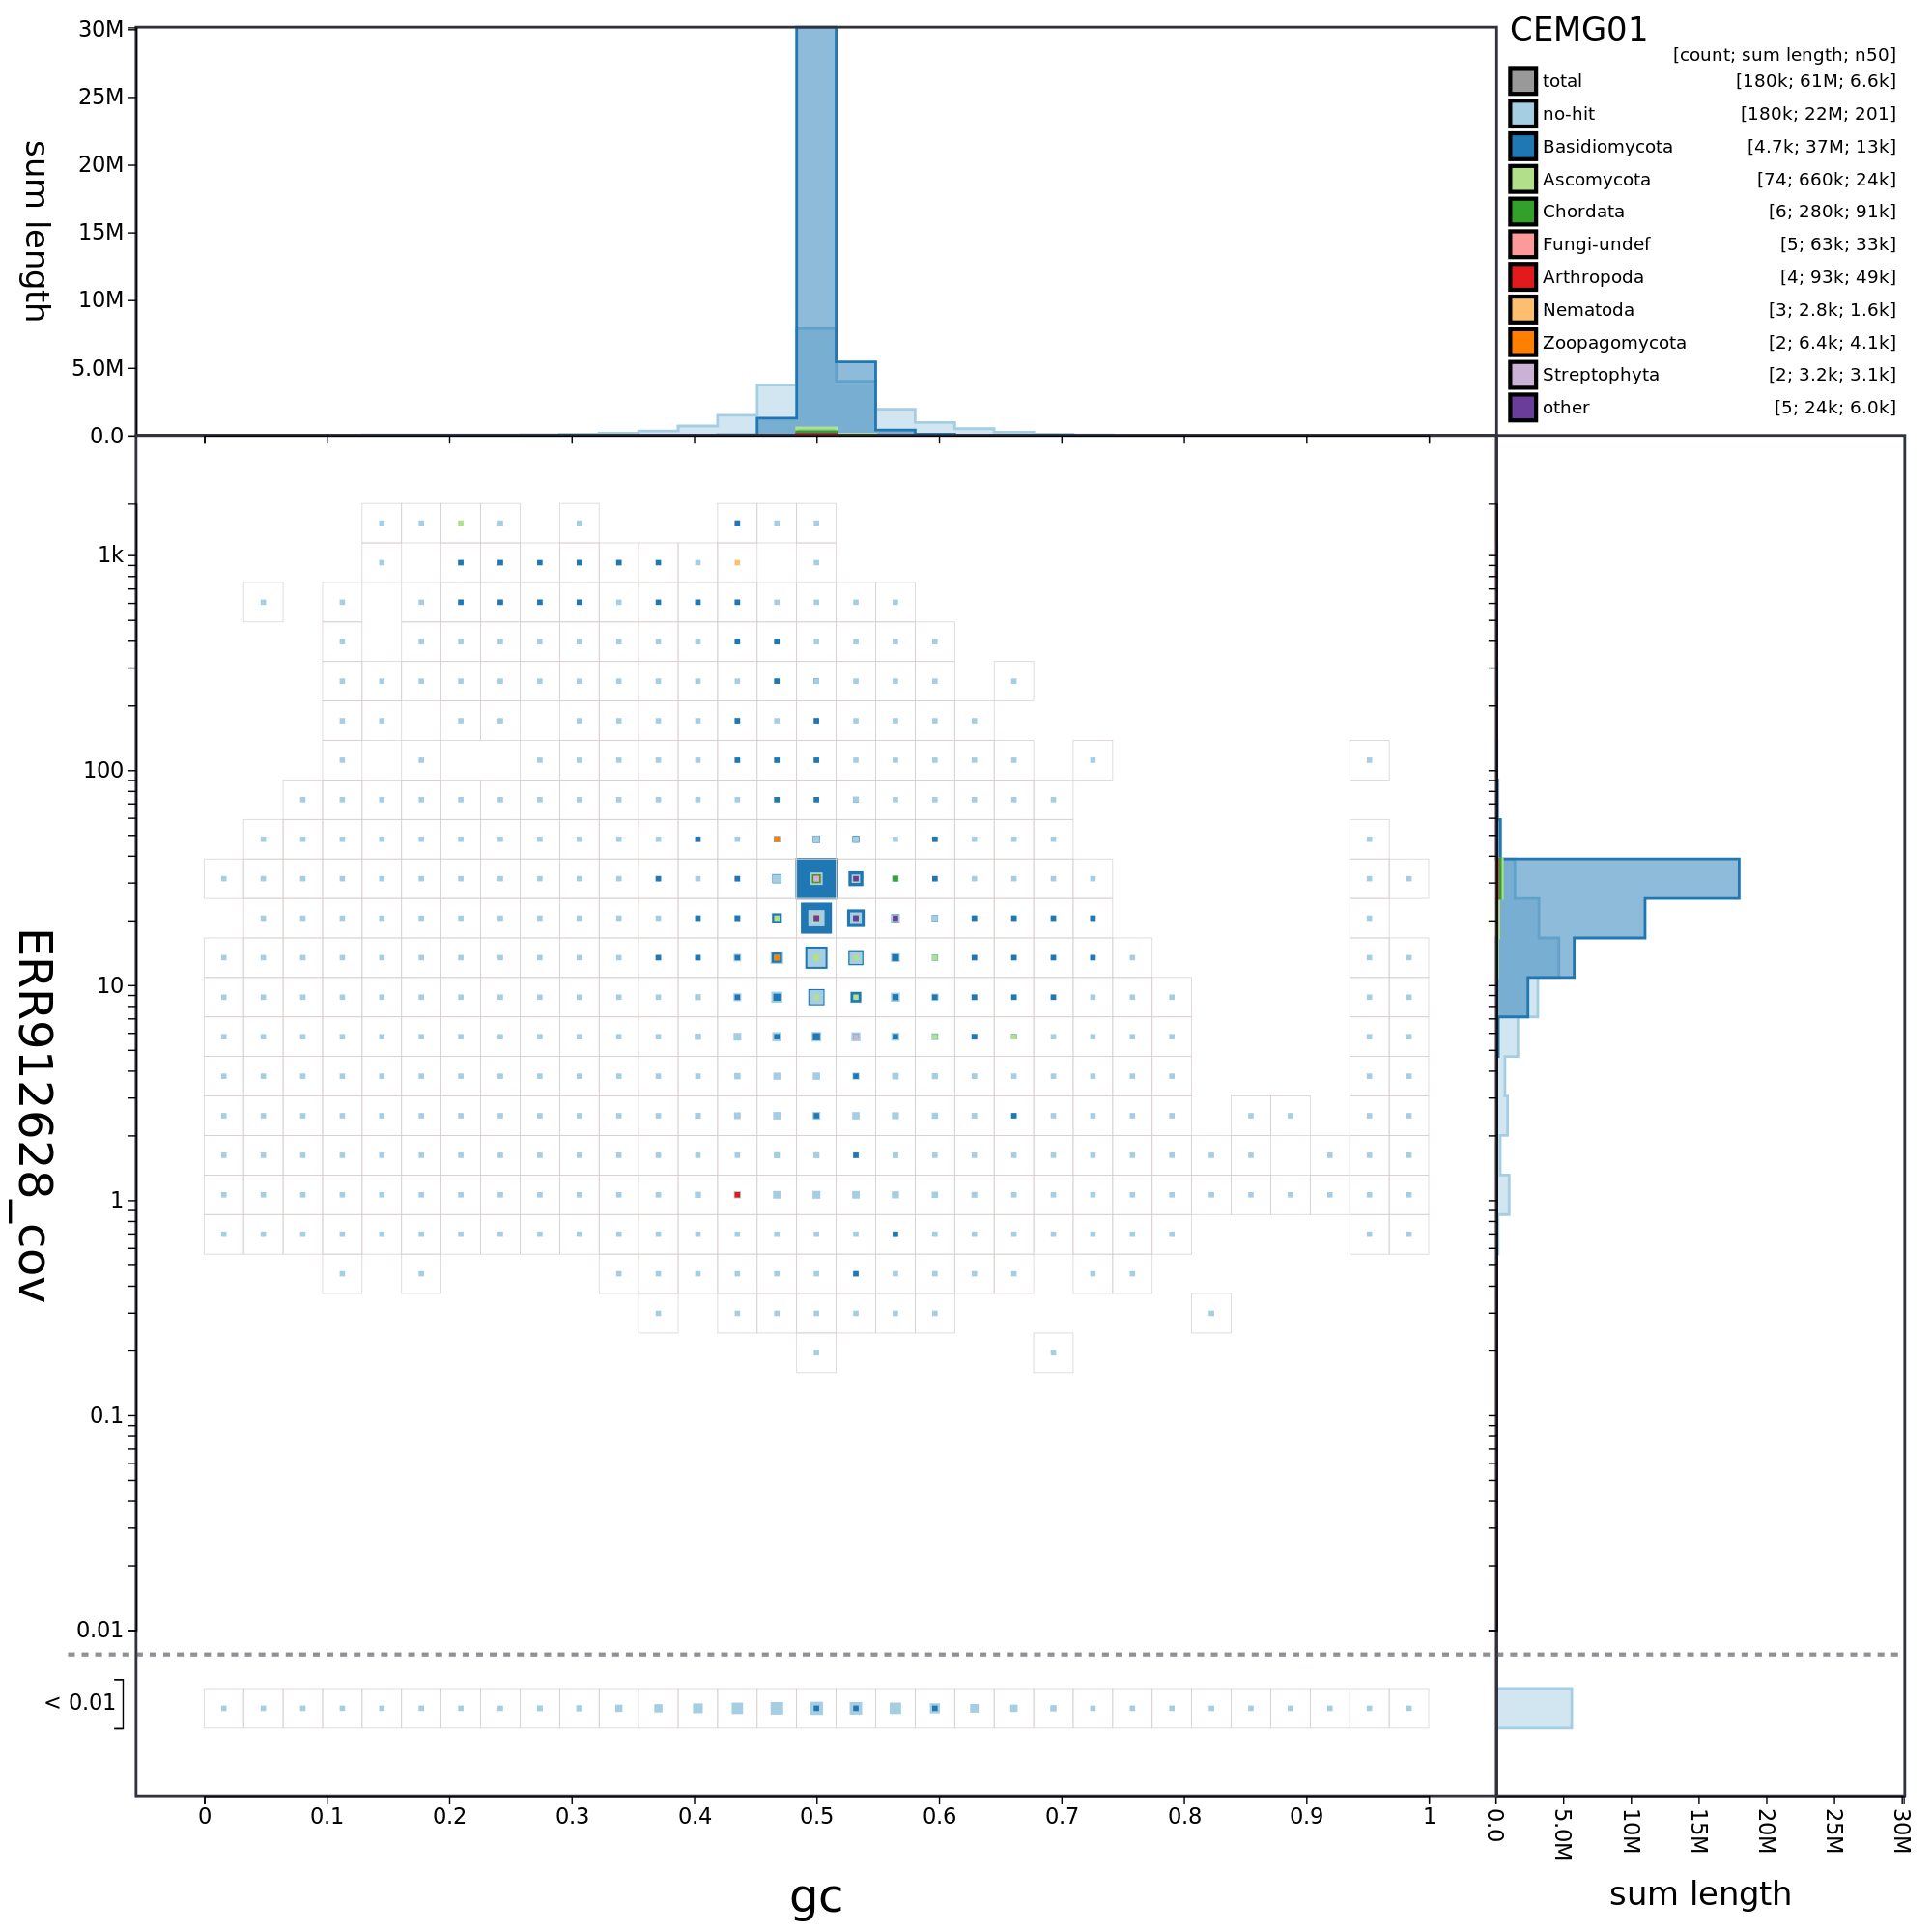 CEMG01
[count; sum length; n50]
total [180k; 61M; 6.6k]
no-hit [180k; 22M; 201]
Basidiomycota [4.7k; 37M; 13k]
Ascomycota [74; 660k; 24k]
Chordata [6; 280k; 91k]
Fungi-undef [5; 63k; 33k]
Arthropoda [4; 93k; 49k]
Nematoda [3; 2.8k; 1.6k]
Zoopagomycota [2; 6.4k; 4.1k]
Streptophyta [2; 3.2k; 3.1k]
other [5; 24k; 6.0k]
sum length
30M
25M
20M
15M
10M
5.0M
0.0
ERR912628_cov
1k
100
10
1
0.1
0.01
< 0.01
0 0.1 0.2 0.3 0.4 0.5 0.6 0.7 0.8 0.9 1
gc
0.0 5.0M 10M 15M 20M 25M 30M
sum length